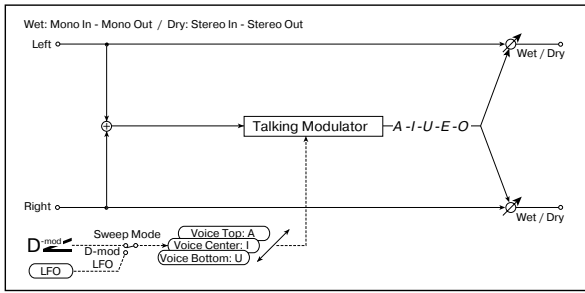 Wet: Mono In - Mono Out / Dry: Stereo In - Stereo Out
Left
Wet / Dry
Talking Modulator
A-I-U-E-O
Right
Wet / Dry
Sweep Mode
D-mod
D-mod
LFO
LFO
Voice Top: A
Voice Center: I
Voice Bottom: U